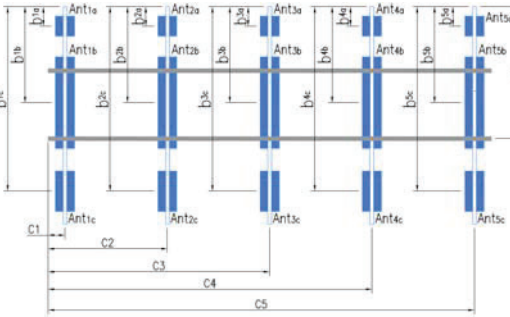 Ant1a Ant2a Ant3a Ant4a Ant5a
b1a b2a b3a b4a b5a
Ant1b Ant2b Ant3b Ant4b Ant5b
b1b b2b b3b b4b b5b
b1c b2c b3c b4c b5c
Ant1c Ant2c Ant3c Ant4c Ant5c
C1
C2
C3
C4
C5